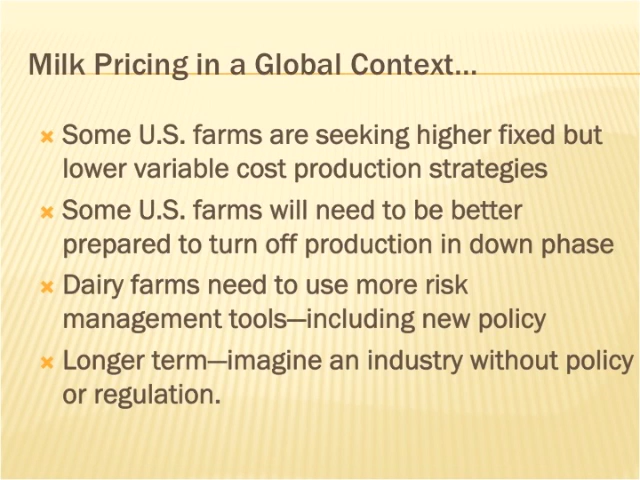 Milk Pricing in a Global Context…
Some U.S. farms are seeking higher fixed but
lower variable cost production strategies
Some U.S. farms will need to be better
prepared to turn off production in down phase
Dairy farms need to use more risk
management tools—including new policy
Longer term—imagine an industry without policy
or regulation.